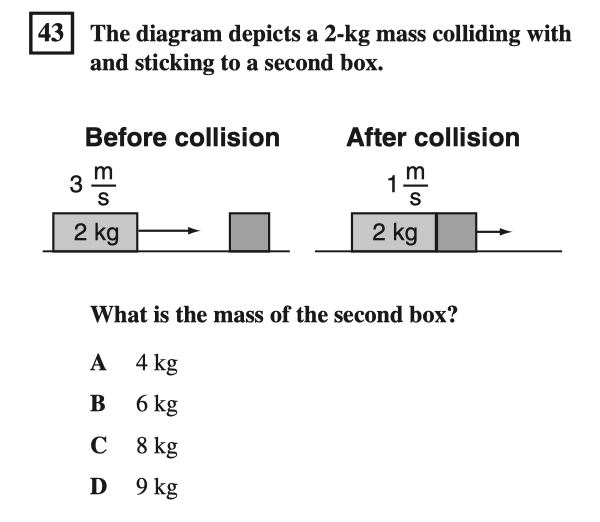 43 The diagram depicts a 2-kg mass colliding with
and sticking to a second box.
Before collision
3 m/s
2 kg
After collision
1 m/s
2 kg
What is the mass of the second box?
A 4 kg
B 6 kg
C 8 kg
D 9 kg